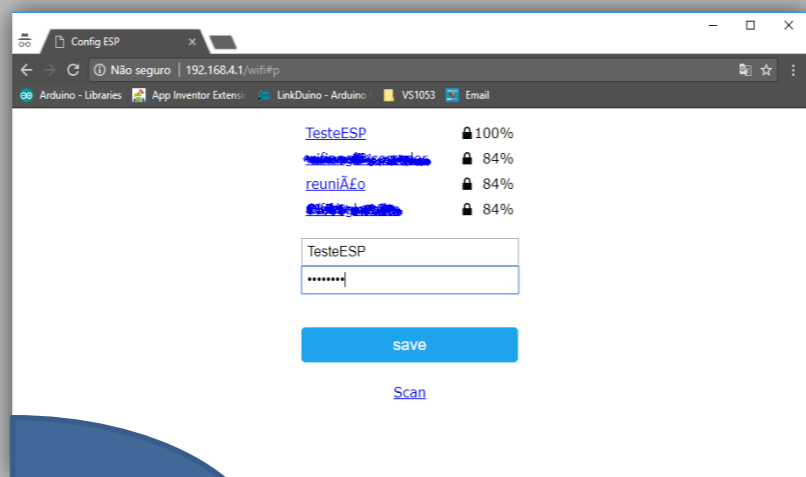 Config ESP
Não seguro | 192.168.4.1/wifi#p
Arduino - Libraries App Inventor Extensi LinkDuino - Arduino VS1053 Email
TesteESP 100%
84%
reuniÃ£o 84%
84%
TesteESP
••••••••
save
Scan